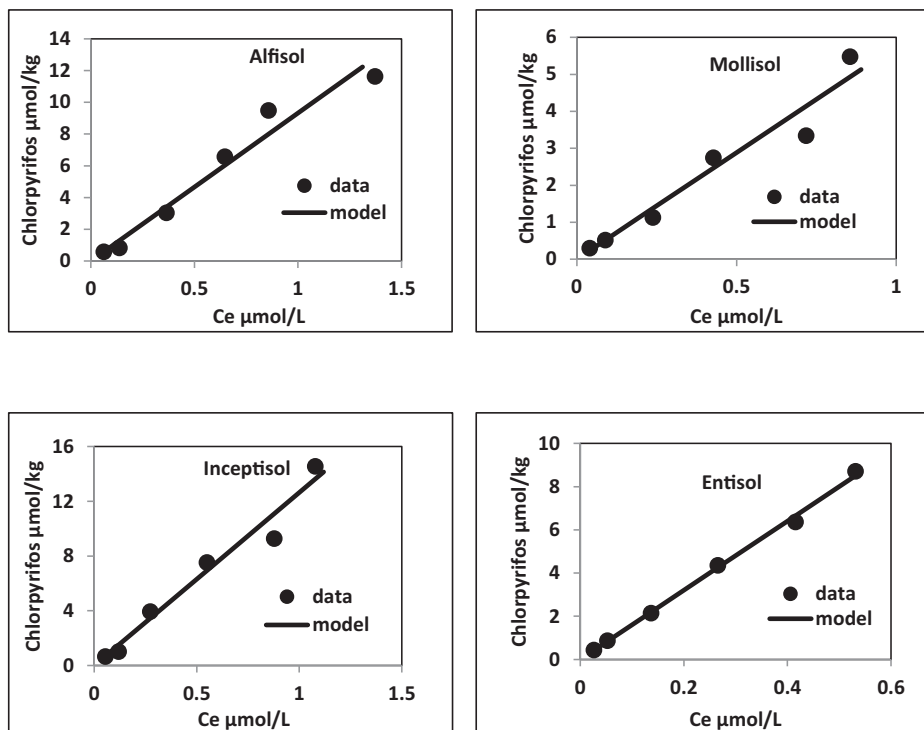 Alfisol
Chlorpyrifos µmol/kg
14
12
10
8
6
4
2
0
data
model
0 0.5 1 1.5
Ce µmol/L
Mollisol
Chlorpyrifos µmol/kg
6
5
4
3
2
1
0
data
model
0 0.5 1
Ce µmol/L
Inceptisol
Chlorpyrifos µmol/kg
16
12
8
4
0
data
model
0 0.5 1 1.5
Ce µmol/L
Entisol
Chlorpyrifos µmol/kg
10
8
6
4
2
0
data
model
0 0.2 0.4 0.6
Ce µmol/L